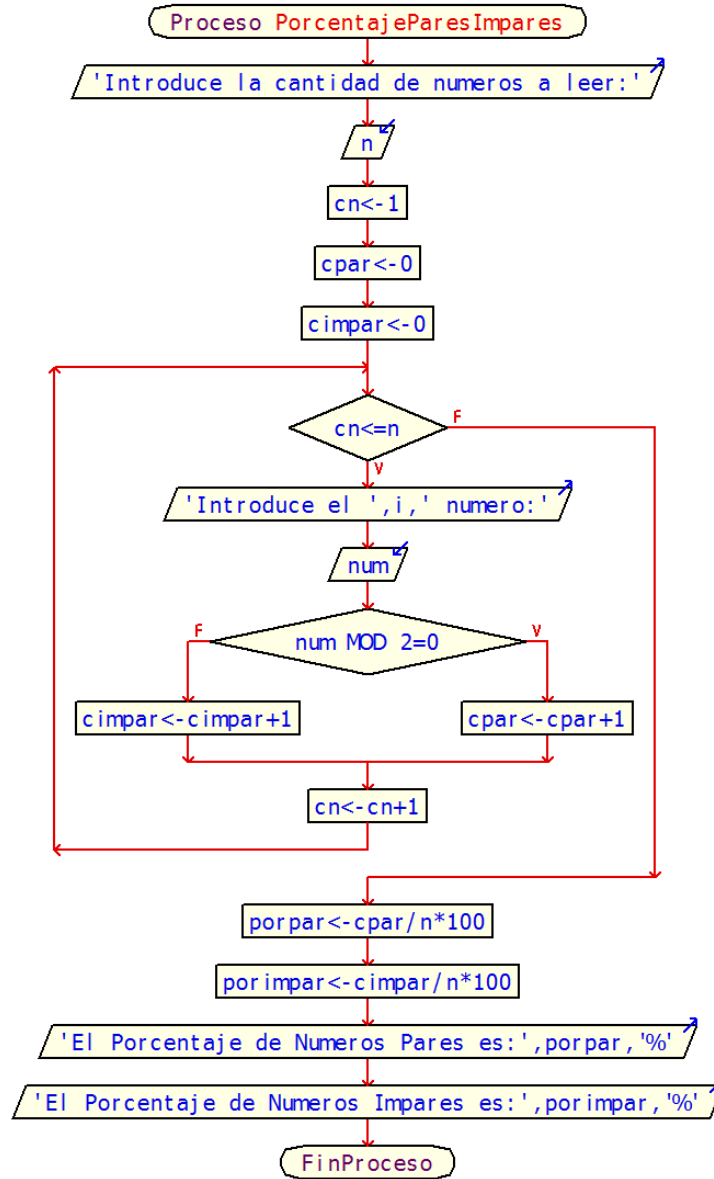 Proceso PorcentajeParesImpares
'Introduce la cantidad de numeros a leer:'
n
cn<-1
cpar<-0
cimpar<-0
cn<=n
F
V
'Introduce el ',i,' numero:'
num
num MOD 2=0
F
V
cimpar<-cimpar+1
cpar<-cpar+1
cn<-cn+1
porpar<-cpar/n*100
porimpar<-cimpar/n*100
'El Porcentaje de Numeros Pares es:',porpar,'%'
'El Porcentaje de Numeros Impares es:',porimpar,'%'
FinProceso